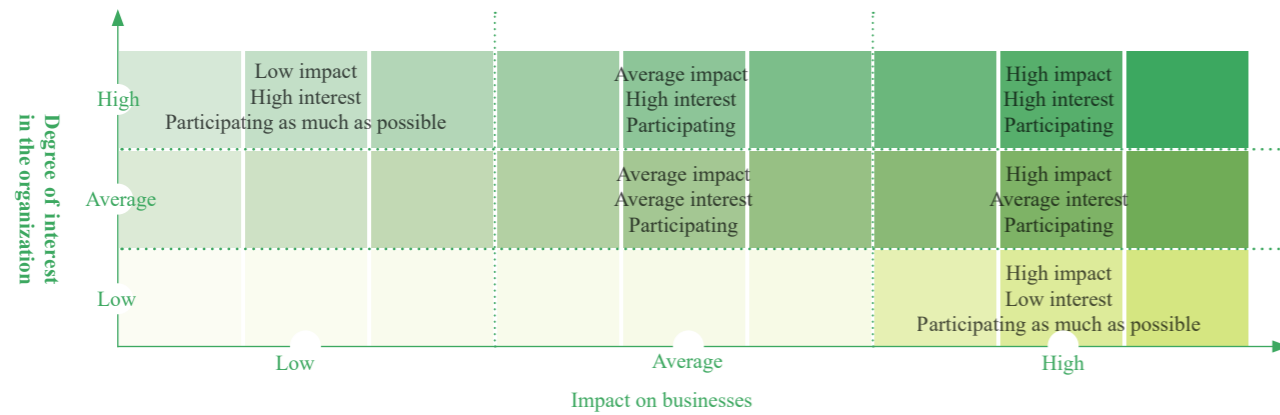 Degree of interest
in the organization
High
Low impact
High interest
Participating as much as possible
Average impact
High interest
Participating
High impact
High interest
Participating
Average
Average impact
Average interest
Participating
High impact
Average interest
Participating
Low
High impact
Low interest
Participating as much as possible
Low
Average
High
Impact on businesses